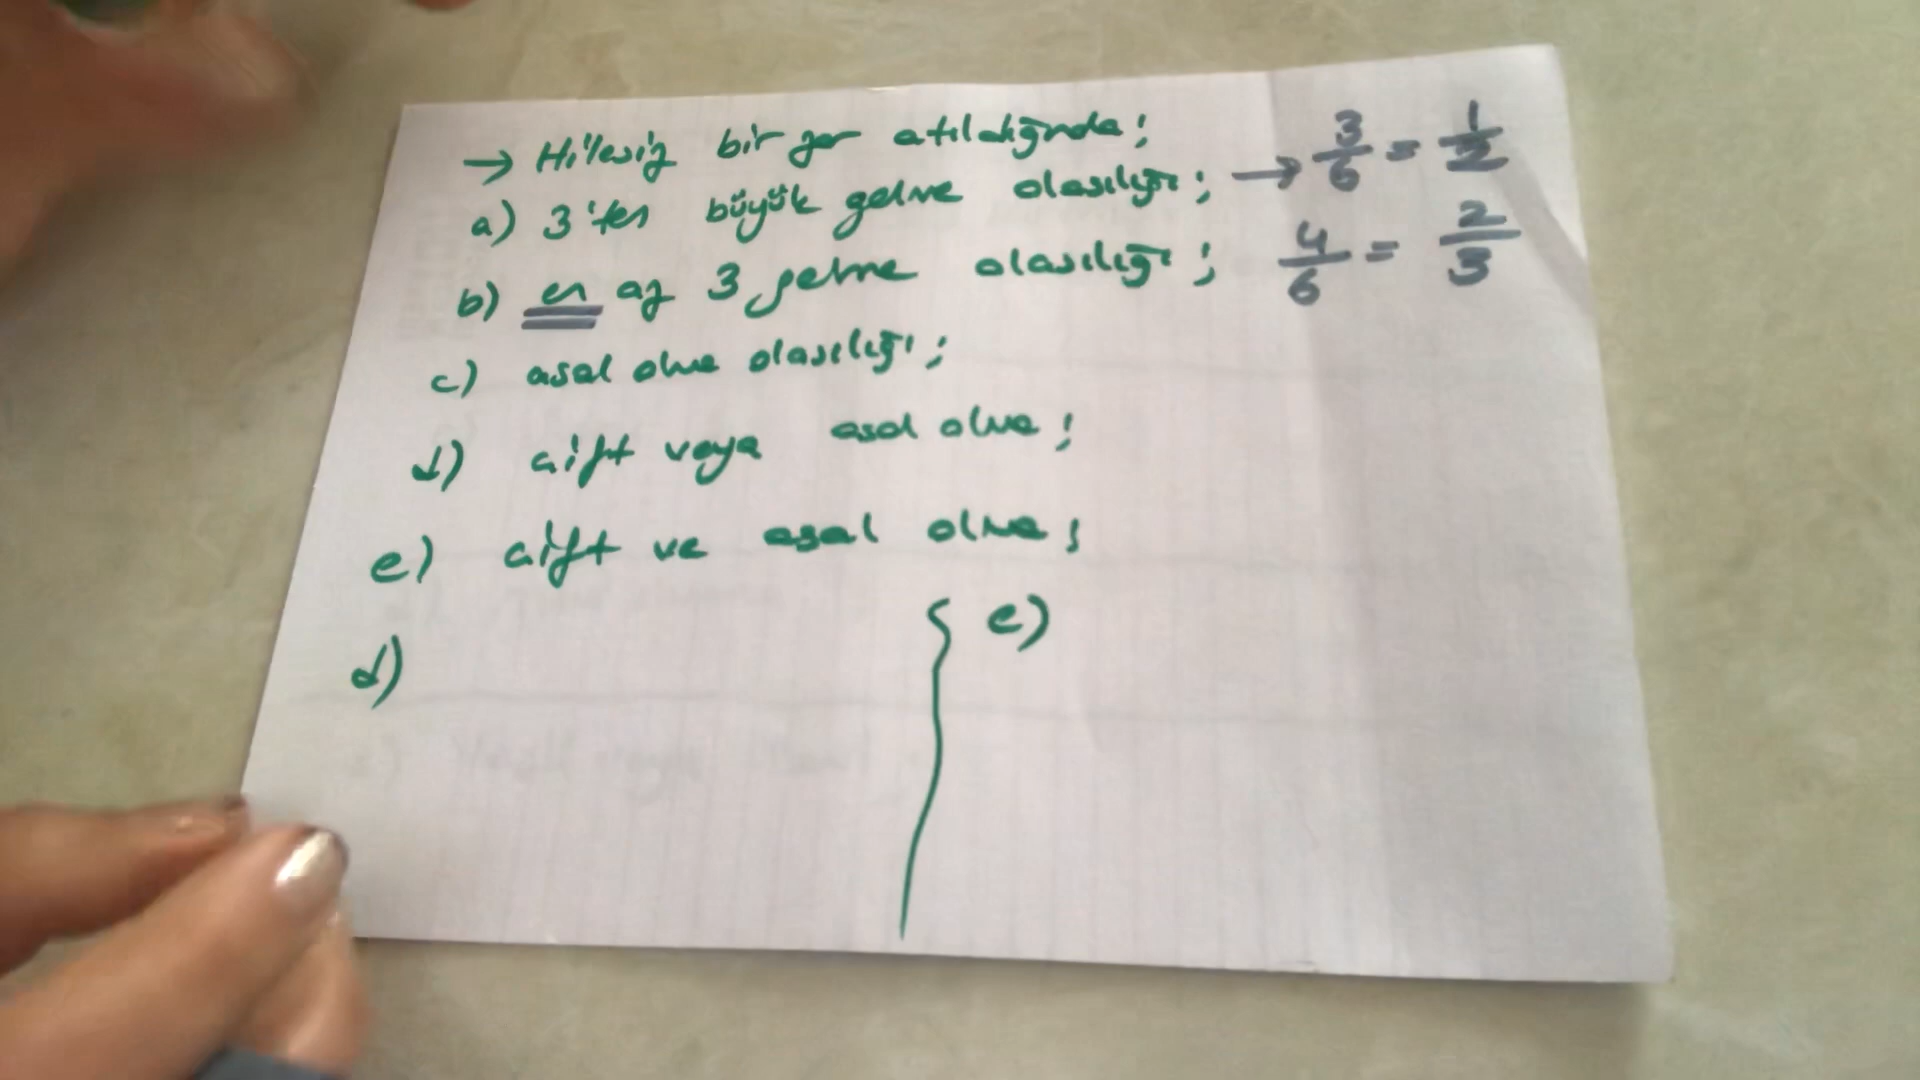 → Hilesiz bir zar atıldığında;
a) 3'ten büyük gelme olasılığı; → 3/6 = 1/2
b) en az 3 gelme olasılığı; 4/6 = 2/3
c) asal olma olasılığı;
d) çift veya asal olma;
e) çift ve asal olma;
d) e)